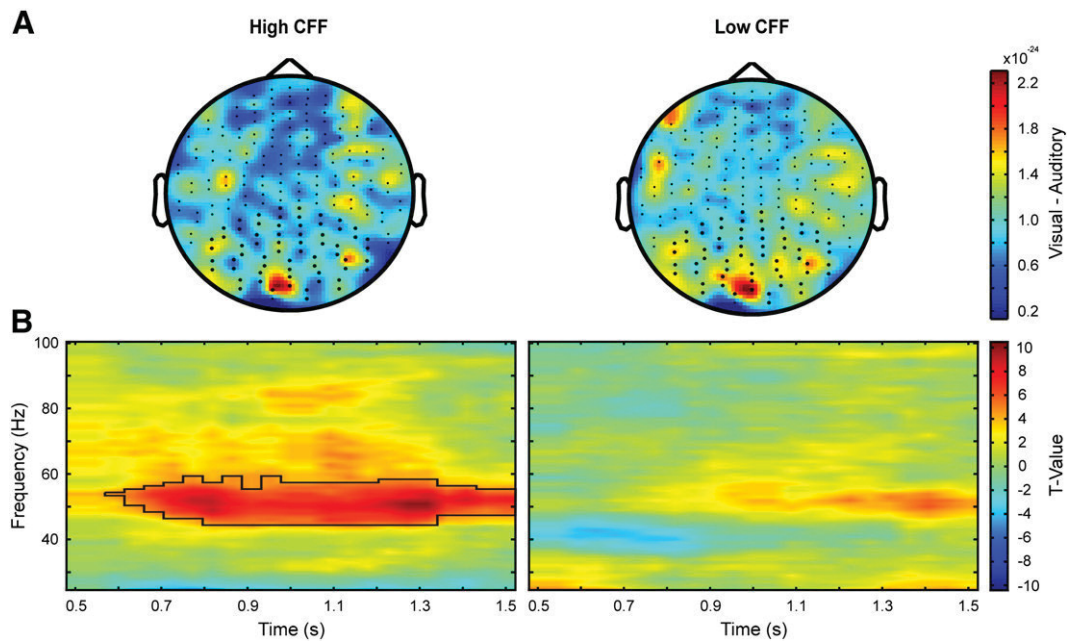 A
High CFF
Low CFF
x10-24
2.2
1.8
1.4
1.0
0.6
0.2
Visual - Auditory
B
100
80
60
40
Frequency (Hz)
0.5 0.7 0.9 1.1 1.3 1.5
Time (s)
0.5 0.7 0.9 1.1 1.3 1.5
Time (s)
10
8
6
4
2
0
-2
-4
-6
-8
-10
T-Value